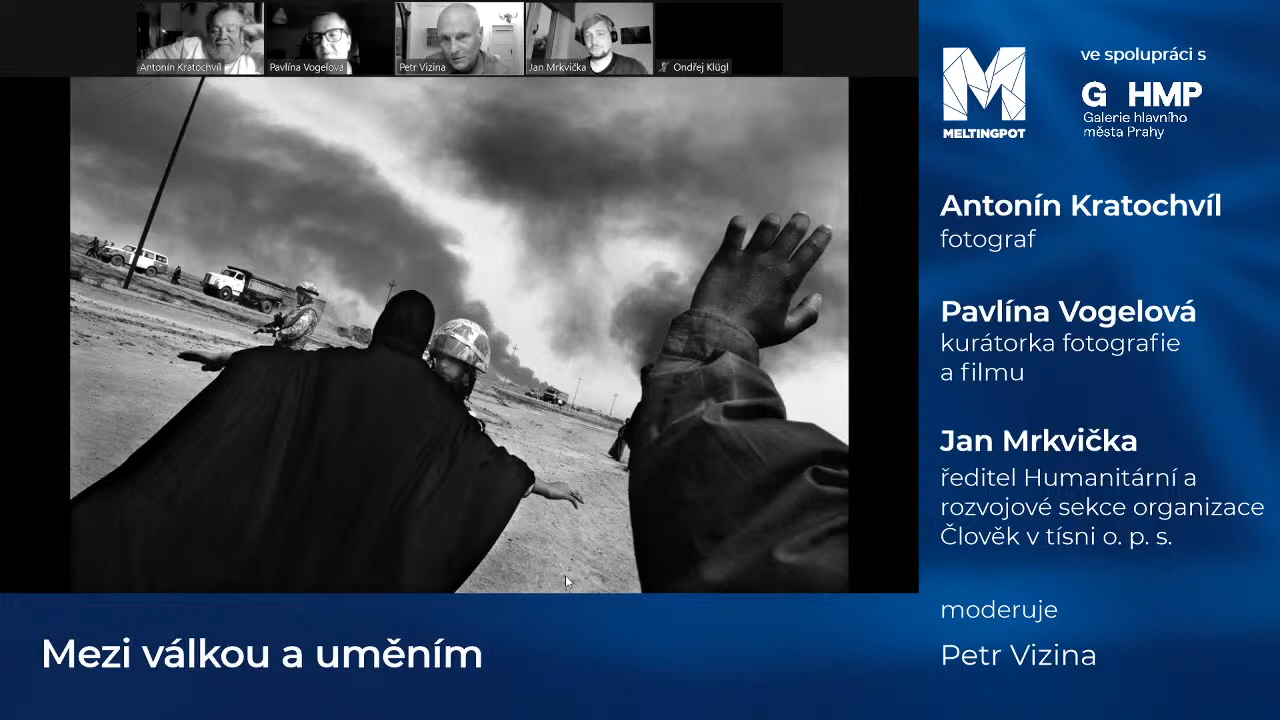 Antonín Kratochvíl
Pavlína Vogelová
Petr Vizina
Jan Mrkvička
Ondřej Klügl
M
MELTINGPOT
ve spolupráci s
G HMP
Galerie hlavního
města Prahy
Antonín Kratochvíl
fotograf
Pavlína Vogelová
kurátorka fotografie
a filmu
Jan Mrkvička
ředitel Humanitární a
rozvojové sekce organizace
Člověk v tísni o. p. s.
moderuje
Petr Vizina
Mezi válkou a uměním